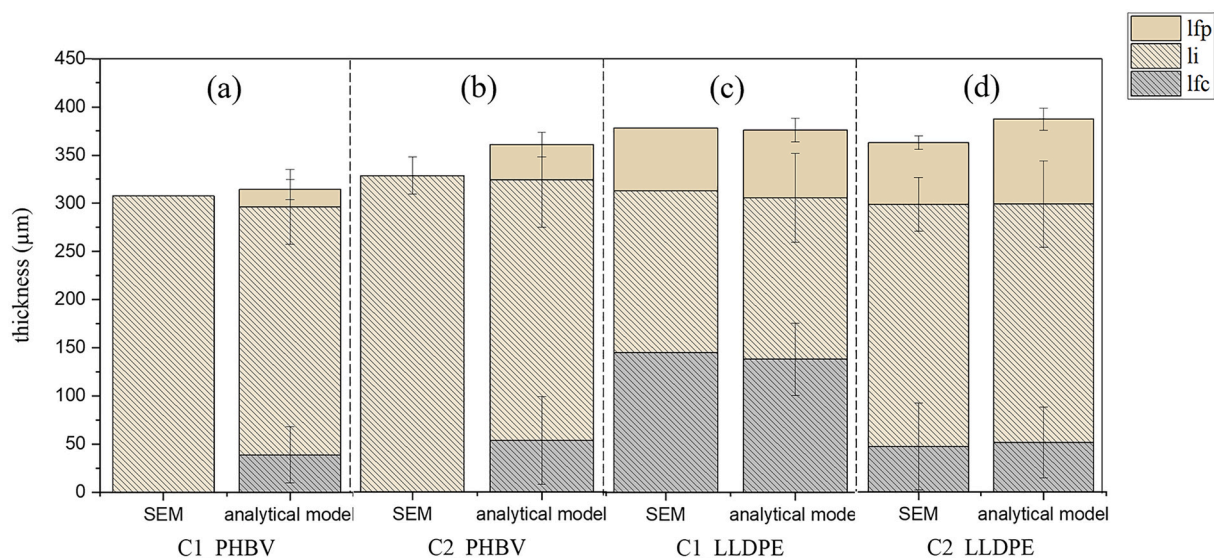 lfp
li
lfc
450
400
350
300
250
200
150
100
50
0
thickness (µm)
(a)
(b)
(c)
(d)
SEM
analytical model
SEM
analytical model
SEM
analytical mode
SEM
analytical model
C1 PHBV
C2 PHBV
C1 LLDPE
C2 LLDPE